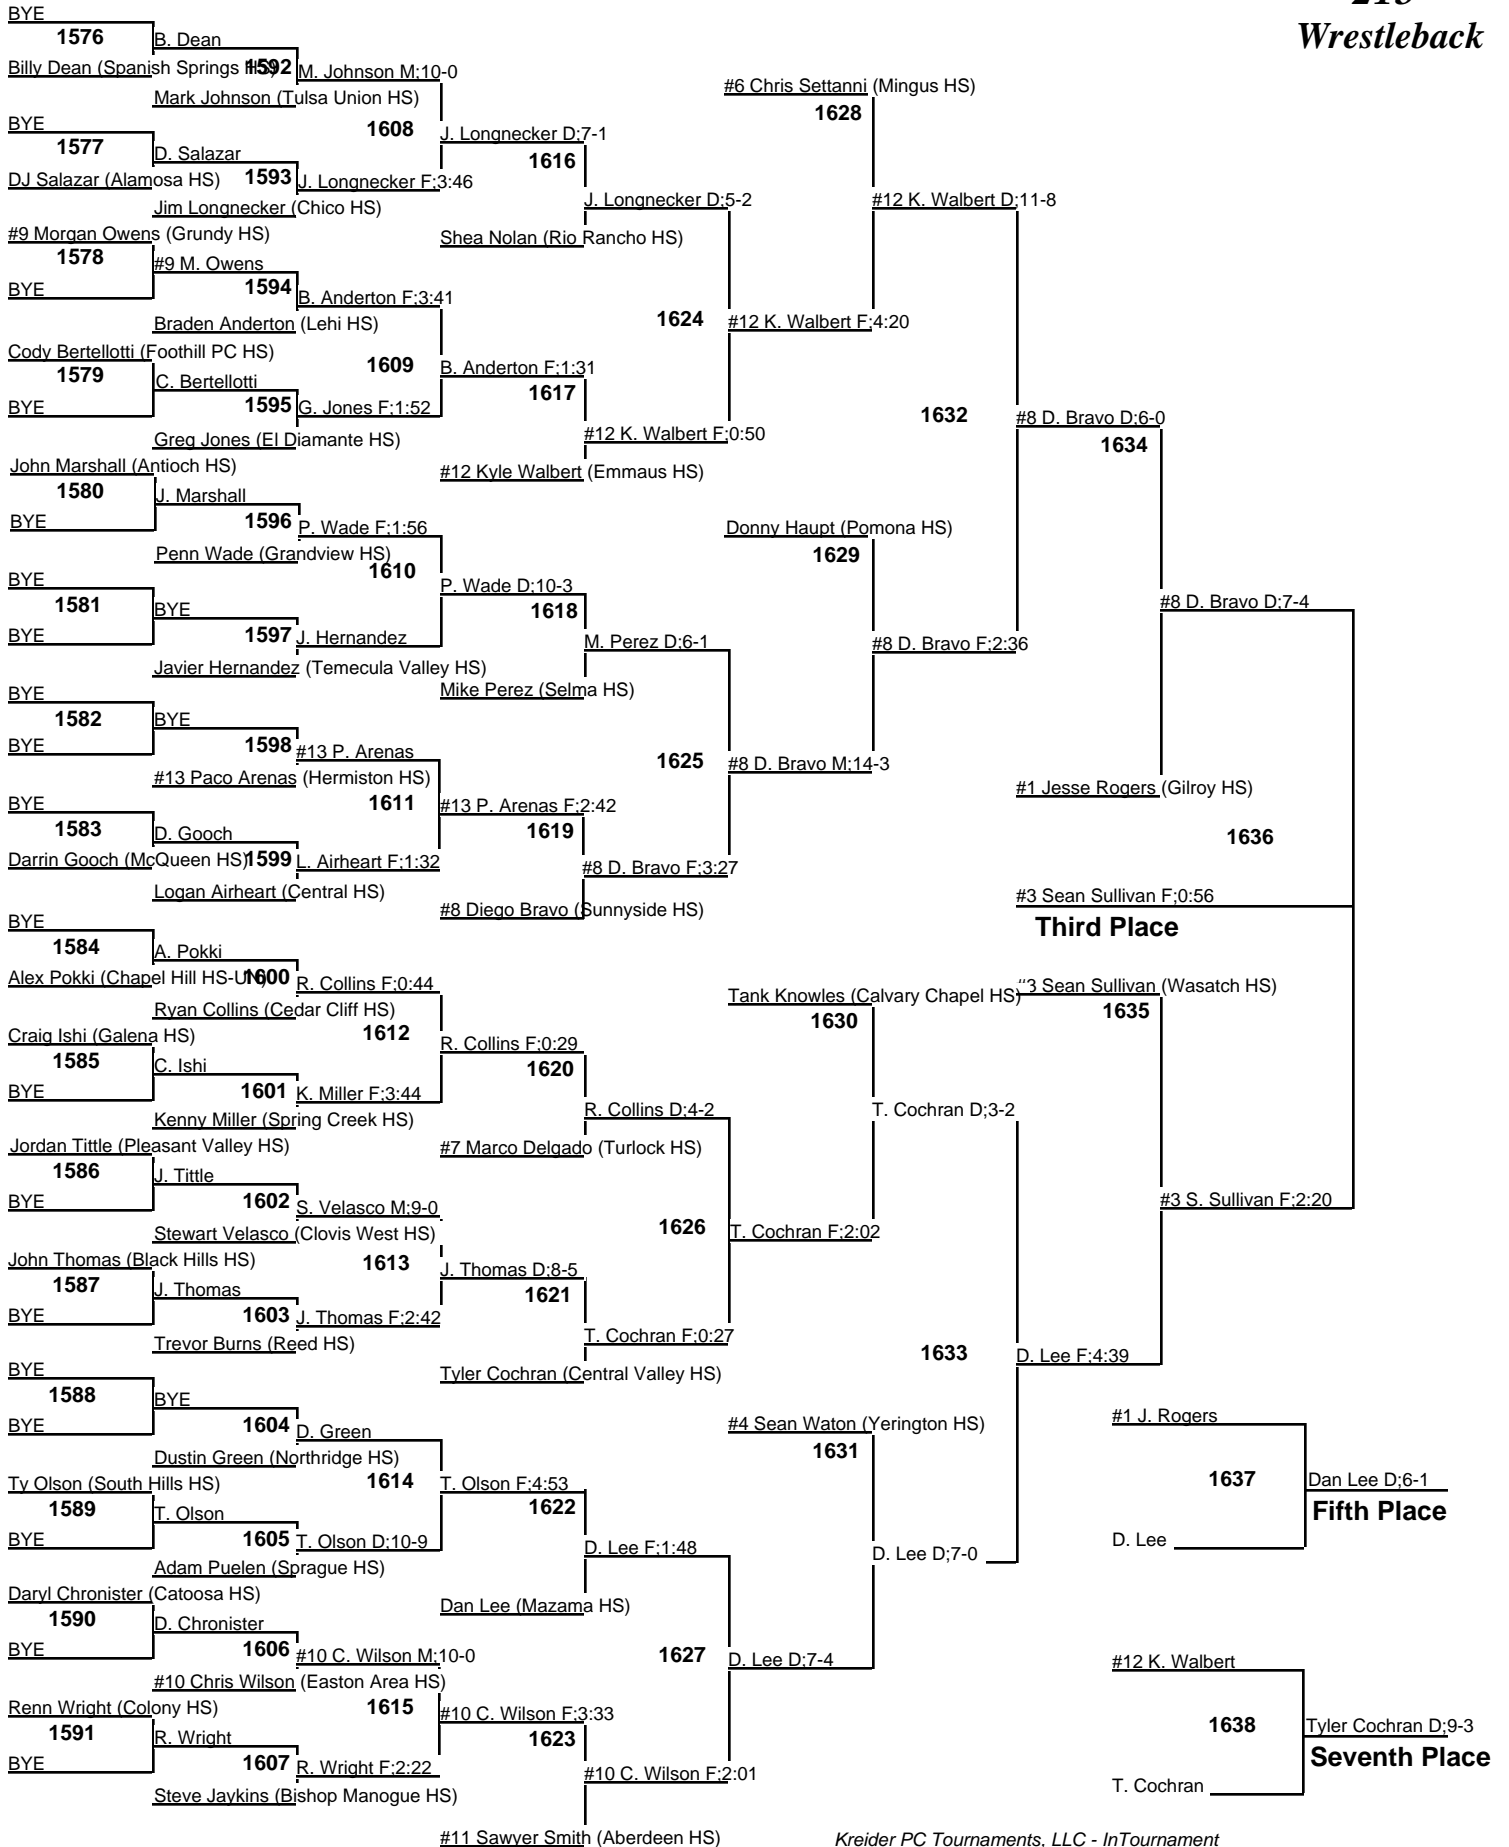 215
Wrestleback
BYE
1576
B. Dean
Billy Dean (Spanish Springs HS)
1592
M. Johnson M;10-0
Mark Johnson (Tulsa Union HS)
#6 Chris Settanni (Mingus HS)
1628
BYE
1608
J. Longnecker D;7-1
1577
D. Salazar
1616
DJ Salazar (Alamosa HS)
1593
J. Longnecker F;3:46
Jim Longnecker (Chico HS)
J. Longnecker D;5-2
#12 K. Walbert D;11-8
#9 Morgan Owens (Grundy HS)
Shea Nolan (Rio Rancho HS)
1578
#9 M. Owens
BYE
1594
B. Anderton F;3:41
Braden Anderton (Lehi HS)
1624
#12 K. Walbert F;4:20
Cody Bertellotti (Foothill PC HS)
1579
1609
B. Anderton F;1:31
C. Bertellotti
1617
BYE
1595
G. Jones F;1:52
1632
#8 D. Bravo D;6-0
Greg Jones (El Diamante HS)
#12 K. Walbert F;0:50
1634
John Marshall (Antioch HS)
#12 Kyle Walbert (Emmaus HS)
1580
J. Marshall
BYE
1596
P. Wade F;1:56
Donny Haupt (Pomona HS)
Penn Wade (Grandview HS)
1629
BYE
1610
P. Wade D;10-3
1581
BYE
1618
#8 D. Bravo D;7-4
BYE
1597
J. Hernandez
M. Perez D;6-1
#8 D. Bravo F;2:36
Javier Hernandez (Temecula Valley HS)
BYE
Mike Perez (Selma HS)
1582
BYE
BYE
1598
#13 P. Arenas
1625
#8 D. Bravo M;14-3
#13 Paco Arenas (Hermiston HS)
#1 Jesse Rogers (Gilroy HS)
BYE
1611
#13 P. Arenas F;2:42
1583
D. Gooch
1619
1636
Darrin Gooch (McQueen HS)
1599
L. Airheart F;1:32
#8 D. Bravo F;3:27
Logan Airheart (Central HS)
#3 Sean Sullivan F;0:56
#8 Diego Bravo (Sunnyside HS)
Third Place
BYE
1584
A. Pokki
Alex Pokki (Chapel Hill HS-UN)
1600
R. Collins F;0:44
Tank Knowles (Calvary Chapel HS)
#3 Sean Sullivan (Wasatch HS)
Ryan Collins (Cedar Cliff HS)
1630
1635
Craig Ishi (Galena HS)
1612
R. Collins F;0:29
1585
C. Ishi
1620
BYE
1601
K. Miller F;3:44
R. Collins D;4-2
T. Cochran D;3-2
Kenny Miller (Spring Creek HS)
Jordan Tittle (Pleasant Valley HS)
#7 Marco Delgado (Turlock HS)
1586
J. Tittle
BYE
1602
S. Velasco M;9-0
#3 S. Sullivan F;2:20
Stewart Velasco (Clovis West HS)
1626
T. Cochran F;2:02
John Thomas (Black Hills HS)
1613
J. Thomas D;8-5
1587
J. Thomas
1621
BYE
1603
J. Thomas F;2:42
T. Cochran F;0:27
Trevor Burns (Reed HS)
1633
D. Lee F;4:39
BYE
Tyler Cochran (Central Valley HS)
1588
BYE
BYE
1604
D. Green
#4 Sean Waton (Yerington HS)
#1 J. Rogers
Dustin Green (Northridge HS)
1631
Ty Olson (South Hills HS)
1614
T. Olson F;4:53
1637
Dan Lee D;6-1
1589
T. Olson
1622
Fifth Place
BYE
1605
T. Olson D;10-9
D. Lee F;1:48
D. Lee D;7-0
D. Lee
Adam Puelen (Sprague HS)
Daryl Chronister (Catoosa HS)
Dan Lee (Mazama HS)
1590
D. Chronister
BYE
1606
#10 C. Wilson M;10-0
1627
D. Lee D;7-4
#12 K. Walbert
#10 Chris Wilson (Easton Area HS)
Renn Wright (Colony HS)
1615
#10 C. Wilson F;3:33
1591
R. Wright
1623
1638
Tyler Cochran D;9-3
BYE
1607
R. Wright F;2:22
#10 C. Wilson F;2:01
Seventh Place
Steve Jaykins (Bishop Manogue HS)
T. Cochran
#11 Sawyer Smith (Aberdeen HS)
Kreider PC Tournaments, LLC - InTournament